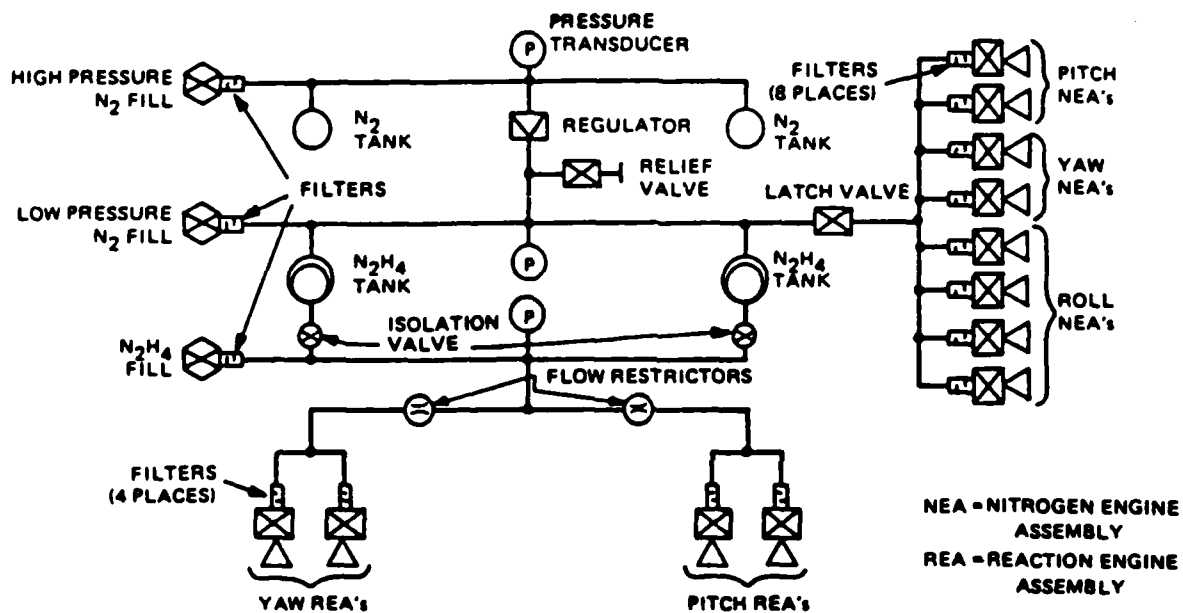 PRESSURE
TRANSDUCER
P
HIGH PRESSURE
N2 FILL
FILTERS
(8 PLACES)
PITCH
NEA's
N2
TANK
REGULATOR
N2
TANK
RELIEF
VALVE
YAW
NEA's
FILTERS
LATCH VALVE
LOW PRESSURE
N2 FILL
N2H4
TANK
P
N2H4
TANK
ROLL
NEA's
P
ISOLATION
VALVE
N2H4
FILL
FLOW RESTRICTORS
FILTERS
(4 PLACES)
NEA = NITROGEN ENGINE
ASSEMBLY
REA = REACTION ENGINE
ASSEMBLY
YAW REA's
PITCH REA's